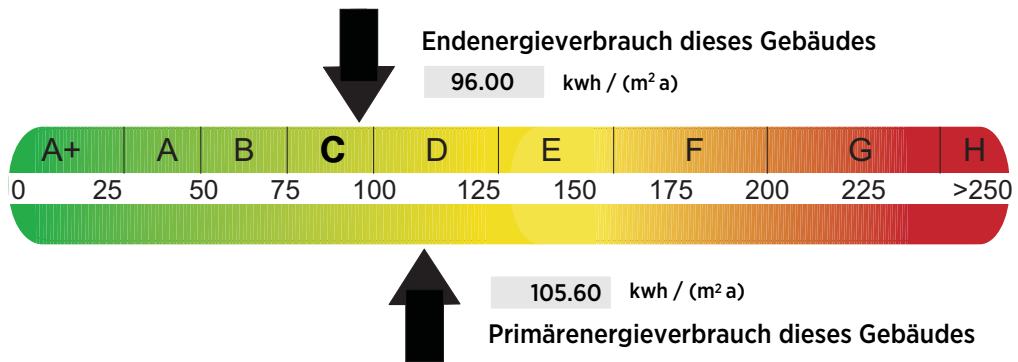 Endenergieverbrauch dieses Gebäudes
96.00 kwh / (m² a)
A+ A B C D E F G H
0 25 50 75 100 125 150 175 200 225 >250
105.60 kwh / (m² a)
Primärenergieverbrauch dieses Gebäudes